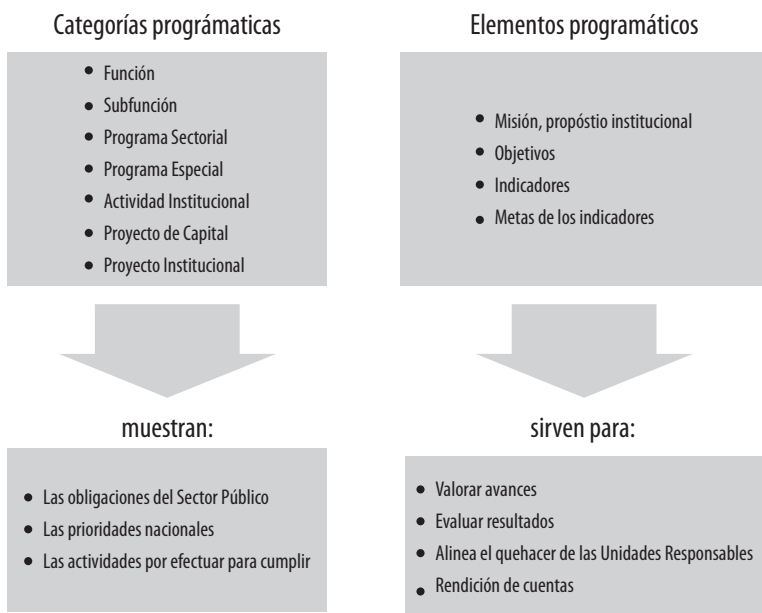 Categorías prográmaticas
• Función
• Subfunción
• Programa Sectorial
• Programa Especial
• Actividad Institucional
• Proyecto de Capital
• Proyecto Institucional
muestran:
• Las obligaciones del Sector Público
• Las prioridades nacionales
• Las actividades por efectuar para cumplir
Elementos programáticos
• Misión, propóstio institucional
• Objetivos
• Indicadores
• Metas de los indicadores
sirven para:
• Valorar avances
• Evaluar resultados
• Alinea el quehacer de las Unidades Responsables
• Rendición de cuentas